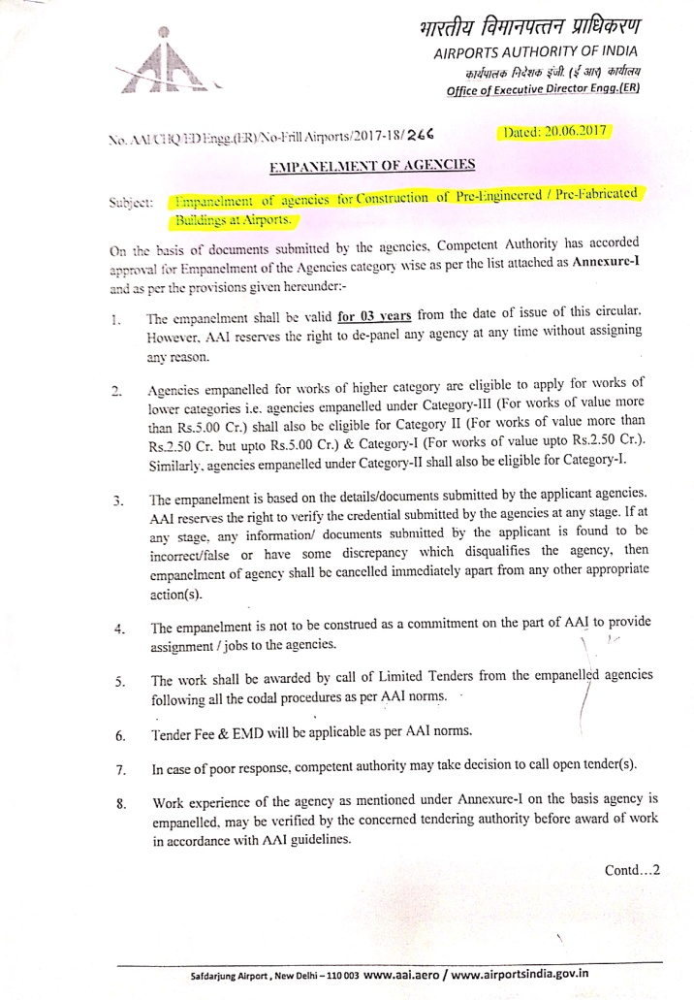 भारतीय विमानपत्तन प्राधिकरण
AIRPORTS AUTHORITY OF INDIA
कार्यपालक निदेशक इंजी. (ई आर) कार्यालय
Office of Executive Director Engg.(ER)
No. AAI/CHQ/ED Engg.(ER)/No-Frill Airports/2017-18/266
Dated: 20.06.2017
EMPANELMENT OF AGENCIES
Subject: Empanelment of agencies for Construction of Pre-Engineered / Pre-Fabricated
Buildings at Airports.
On the basis of documents submitted by the agencies, Competent Authority has accorded
approval for Empanelment of the Agencies category wise as per the list attached as Annexure-I
and as per the provisions given hereunder:-
1. The empanelment shall be valid for 03 years from the date of issue of this circular.
However, AAI reserves the right to de-panel any agency at any time without assigning
any reason.
2. Agencies empanelled for works of higher category are eligible to apply for works of
lower categories i.e. agencies empanelled under Category-III (For works of value more
than Rs.5.00 Cr.) shall also be eligible for Category II (For works of value more than
Rs.2.50 Cr. but upto Rs.5.00 Cr.) & Category-I (For works of value upto Rs.2.50 Cr.).
Similarly, agencies empanelled under Category-II shall also be eligible for Category-I.
3. The empanelment is based on the details/documents submitted by the applicant agencies.
AAI reserves the right to verify the credential submitted by the agencies at any stage. If at
any stage, any information/ documents submitted by the applicant is found to be
incorrect/false or have some discrepancy which disqualifies the agency, then
empanelment of agency shall be cancelled immediately apart from any other appropriate
action(s).
4. The empanelment is not to be construed as a commitment on the part of AAI to provide
assignment / jobs to the agencies.
5. The work shall be awarded by call of Limited Tenders from the empanelled agencies
following all the codal procedures as per AAI norms.
6. Tender Fee & EMD will be applicable as per AAI norms.
7. In case of poor response, competent authority may take decision to call open tender(s).
8. Work experience of the agency as mentioned under Annexure-I on the basis agency is
empanelled, may be verified by the concerned tendering authority before award of work
in accordance with AAI guidelines.
Contd...2
Safdarjung Airport , New Delhi – 110 003 www.aai.aero / www.airportsindia.gov.in